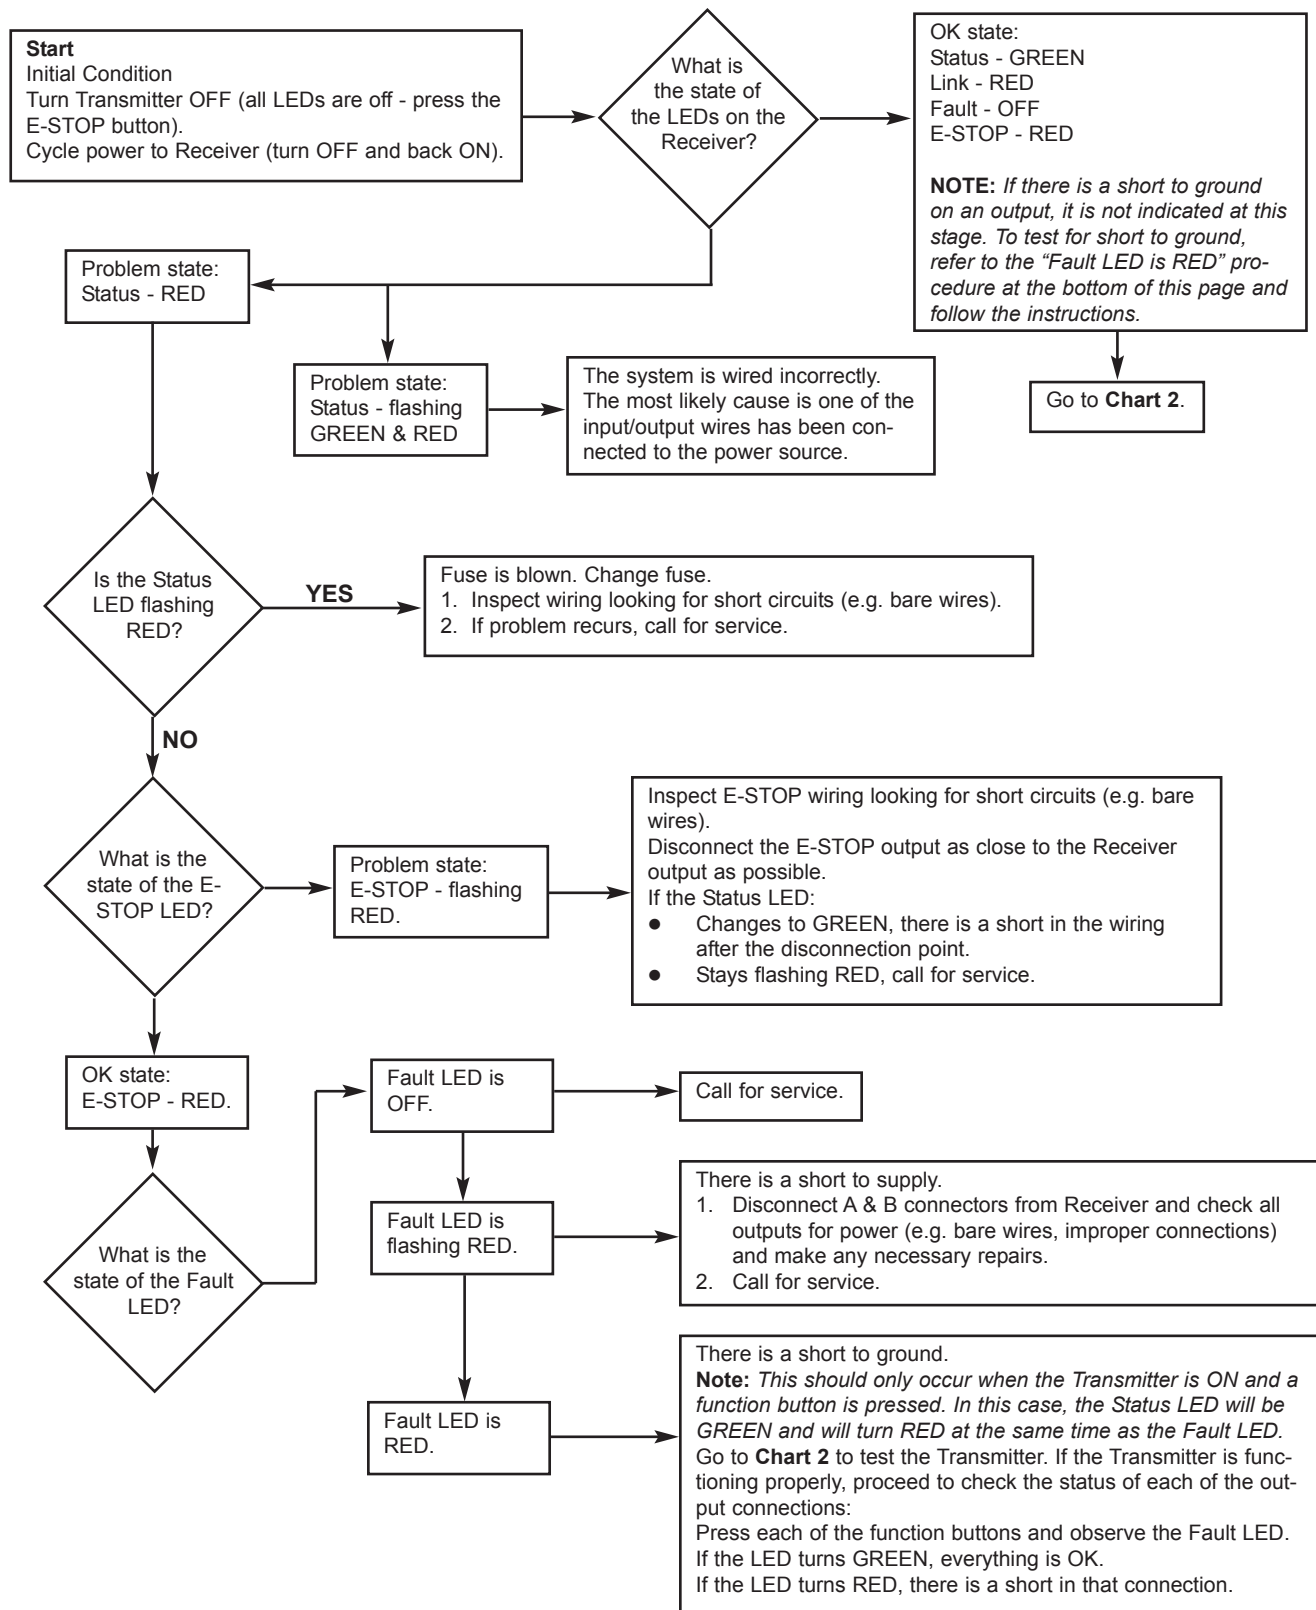 Start
Initial Condition
Turn Transmitter OFF (all LEDs are off - press the
E-STOP button).
Cycle power to Receiver (turn OFF and back ON).
What is
the state of
the LEDs on the
Receiver?
OK state:
Status - GREEN
Link - RED
Fault - OFF
E-STOP - RED
NOTE: If there is a short to ground
on an output, it is not indicated at this
stage. To test for short to ground,
refer to the “Fault LED is RED” pro-
cedure at the bottom of this page and
follow the instructions.
Go to Chart 2.
Problem state:
Status - RED
Problem state:
Status - flashing
GREEN & RED
The system is wired incorrectly.
The most likely cause is one of the
input/output wires has been con-
nected to the power source.
Is the Status
LED flashing
RED?
YES
Fuse is blown. Change fuse.
1. Inspect wiring looking for short circuits (e.g. bare wires).
2. If problem recurs, call for service.
NO
What is the
state of the E-
STOP LED?
Problem state:
E-STOP - flashing
RED.
Inspect E-STOP wiring looking for short circuits (e.g. bare
wires).
Disconnect the E-STOP output as close to the Receiver
output as possible.
If the Status LED:
● Changes to GREEN, there is a short in the wiring
after the disconnection point.
● Stays flashing RED, call for service.
OK state:
E-STOP - RED.
What is the
state of the Fault
LED?
Fault LED is
OFF.
Call for service.
Fault LED is
flashing RED.
There is a short to supply.
1. Disconnect A & B connectors from Receiver and check all
outputs for power (e.g. bare wires, improper connections)
and make any necessary repairs.
2. Call for service.
Fault LED is
RED.
There is a short to ground.
Note: This should only occur when the Transmitter is ON and a
function button is pressed. In this case, the Status LED will be
GREEN and will turn RED at the same time as the Fault LED.
Go to Chart 2 to test the Transmitter. If the Transmitter is func-
tioning properly, proceed to check the status of each of the out-
put connections:
Press each of the function buttons and observe the Fault LED.
If the LED turns GREEN, everything is OK.
If the LED turns RED, there is a short in that connection.